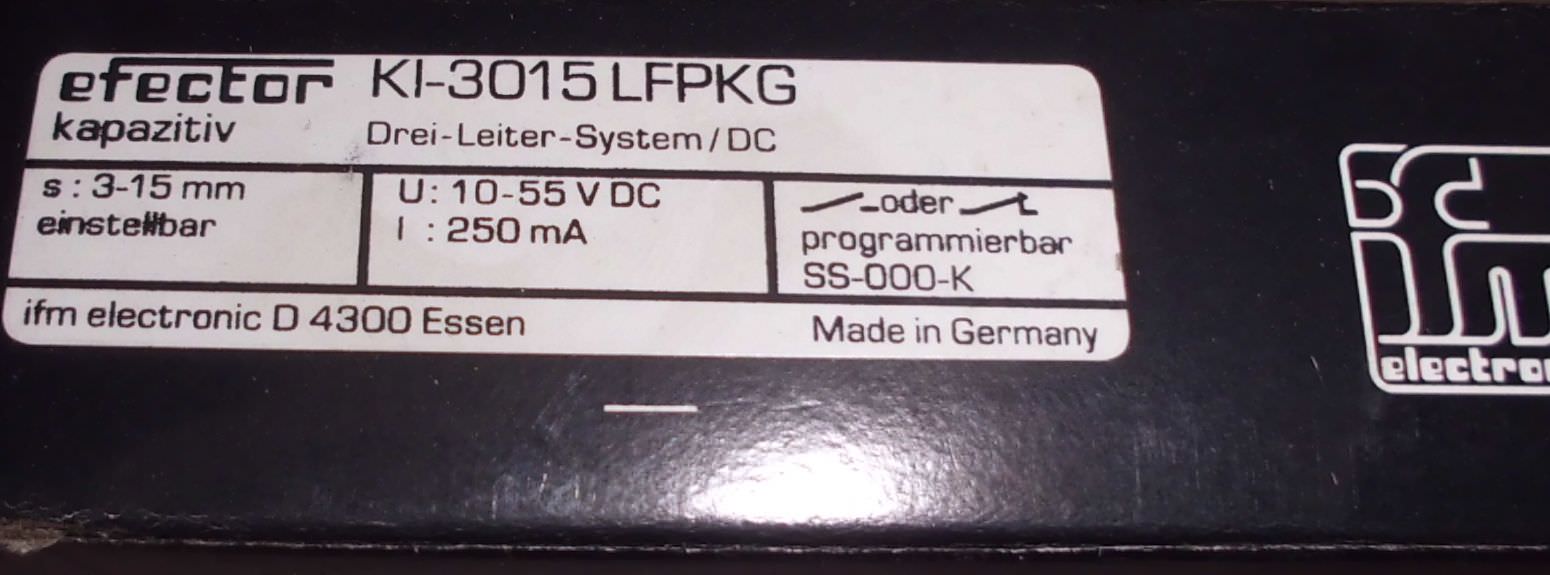 efector KI-3015 LFPKG
kapazitiv Drei-Leiter-System / DC
s : 3-15 mm
einstellbar
U : 10-55 V DC
I : 250 mA
oder
programmierbar
SS-000-K
ifm electronic D 4300 Essen
Made in Germany
ifm
electro